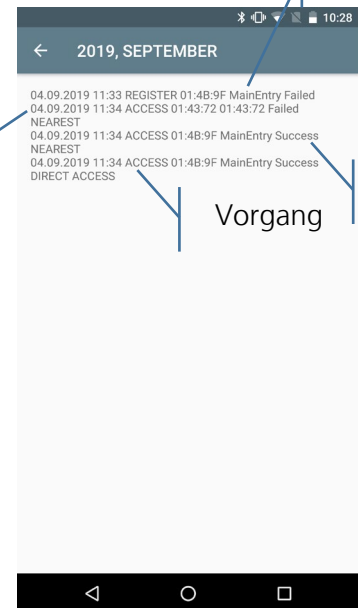 10:28
2019, SEPTEMBER
04.09.2019 11:33 REGISTER 01:4B:9F MainEntry Failed
04.09.2019 11:34 ACCESS 01:43:72 01:43:72 Failed
NEAREST
04.09.2019 11:34 ACCESS 01:4B:9F MainEntry Success
NEAREST
04.09.2019 11:34 ACCESS 01:4B:9F MainEntry Success
DIRECT ACCESS
Vorgang